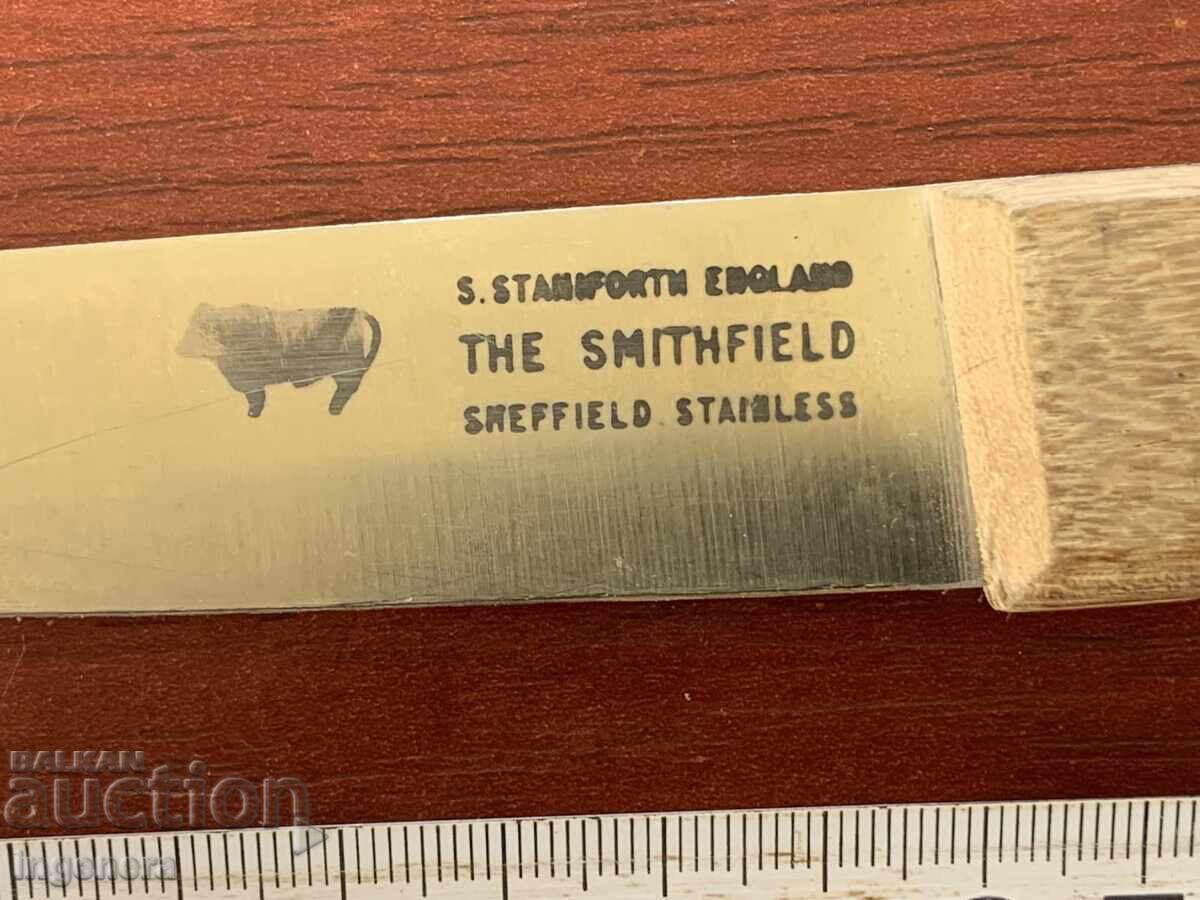 S. STANIFORTH ENGLAND
THE SMITHFIELD
SHEFFIELD STAINLESS
BALKAN
auction
ingonora